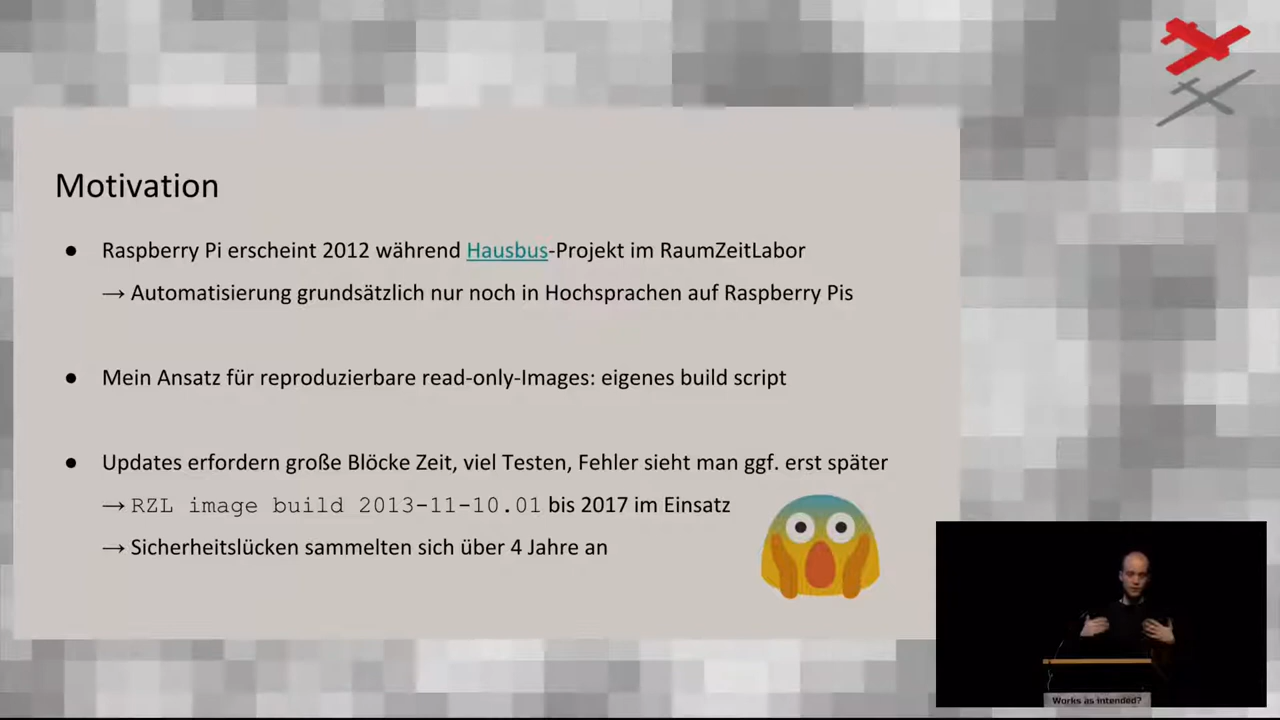 Motivation
● Raspberry Pi erscheint 2012 während Hausbus-Projekt im RaumZeitLabor
→ Automatisierung grundsätzlich nur noch in Hochsprachen auf Raspberry Pis
● Mein Ansatz für reproduzierbare read-only-Images: eigenes build script
● Updates erfordern große Blöcke Zeit, viel Testen, Fehler sieht man ggf. erst später
→ RZL image build 2013-11-10.01 bis 2017 im Einsatz
→ Sicherheitslücken sammelten sich über 4 Jahre an
Works as intended?